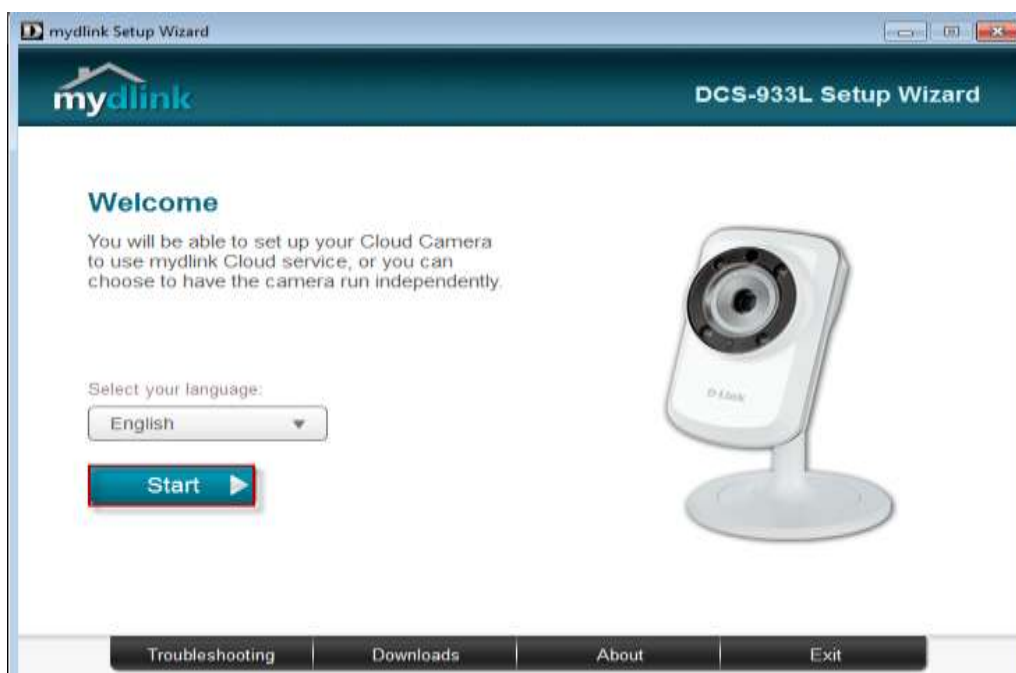 mydlink Setup Wizard
mydlink
DCS-933L Setup Wizard
Welcome
You will be able to set up your Cloud Camera
to use mydlink Cloud service, or you can
choose to have the camera run independently.
Select your language:
English
Start
D-Link
Troubleshooting
Downloads
About
Exit